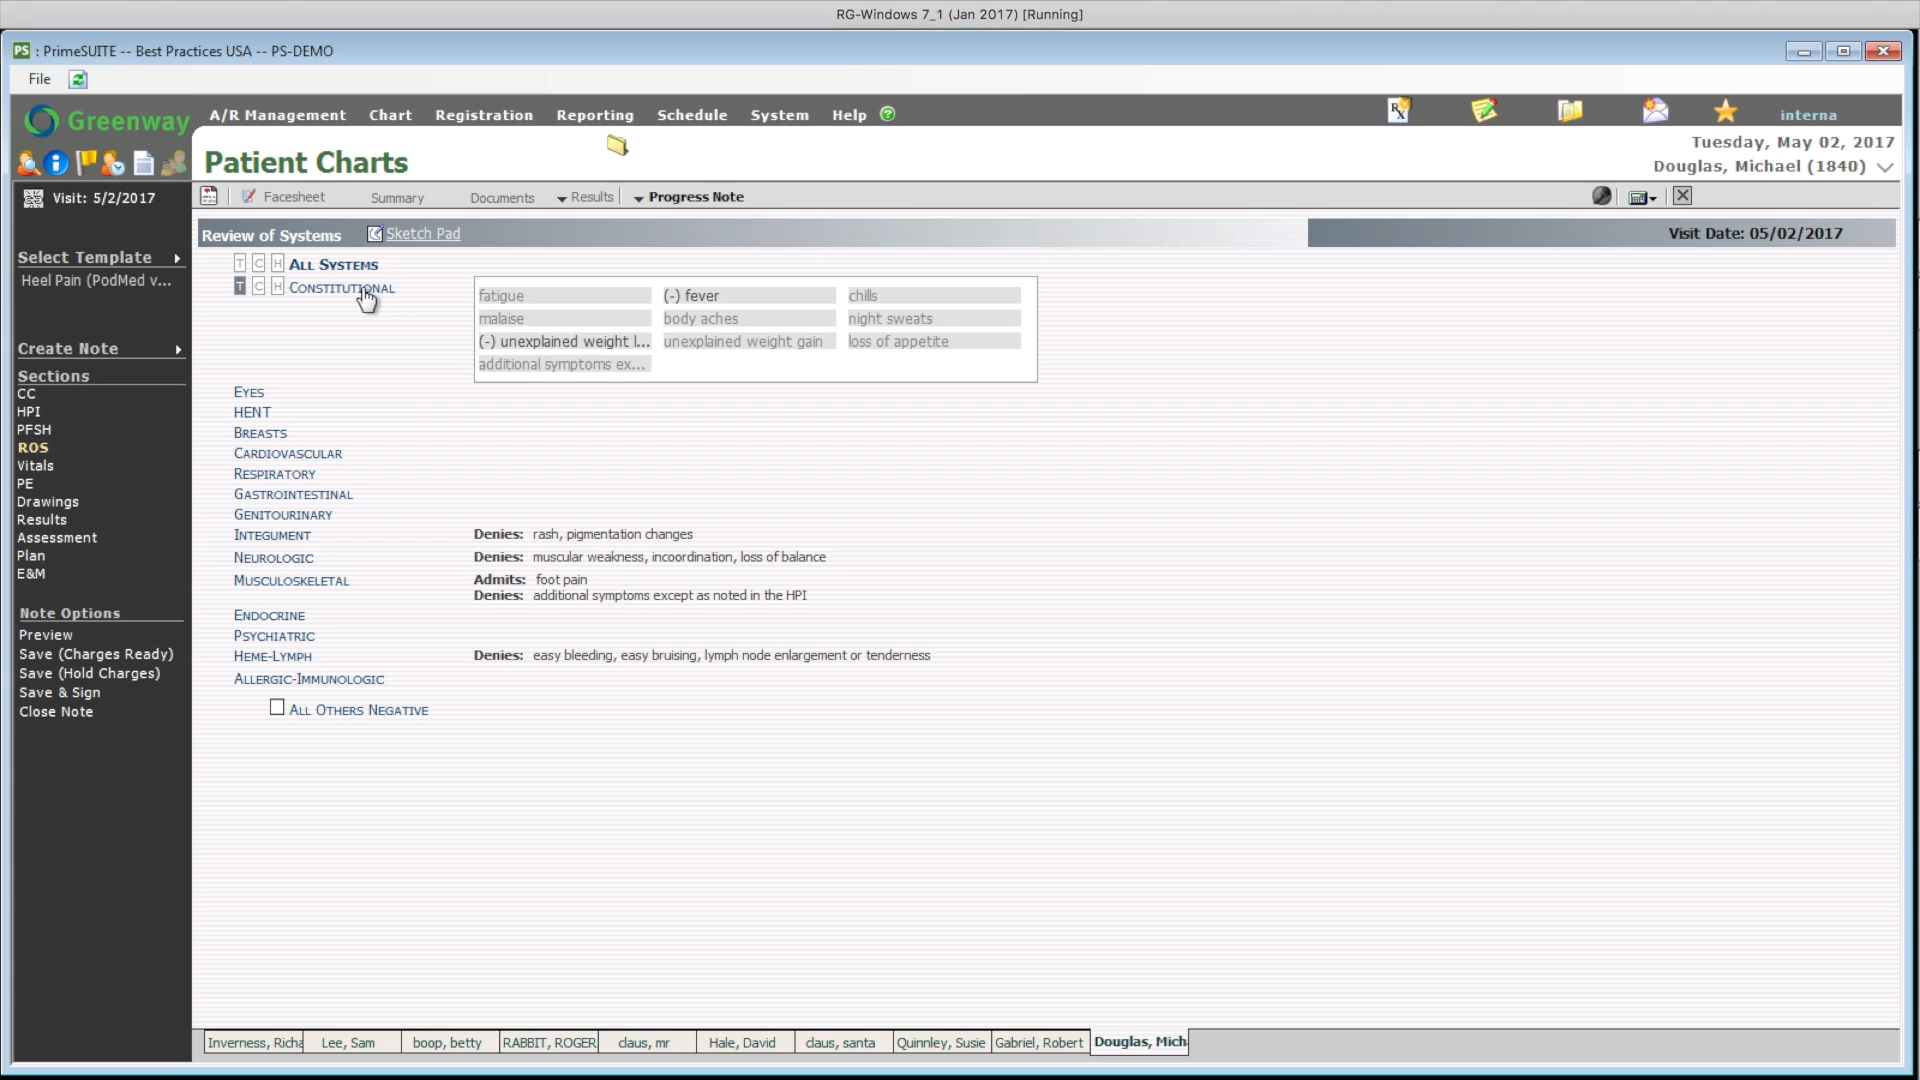 RG-Windows 7_1 (Jan 2017) [Running]
PS : PrimeSUITE -- Best Practices USA -- PS-DEMO
File
Greenway
A/R Management Chart Registration Reporting Schedule System Help ?
interna
Patient Charts
Tuesday, May 02, 2017
Douglas, Michael (1840)
Visit: 5/2/2017
Facesheet Summary Documents Results Progress Note
Review of Systems Sketch Pad
Visit Date: 05/02/2017
Select Template
Heel Pain (PodMed v...
Create Note
Sections
CC
HPI
PFSH
ROS
Vitals
PE
Drawings
Results
Assessment
Plan
E&M
Note Options
Preview
Save (Charges Ready)
Save (Hold Charges)
Save & Sign
Close Note
T C H ALL SYSTEMS
T C H CONSTITUTIONAL
fatigue (-) fever chills
malaise body aches night sweats
(-) unexplained weight l... unexplained weight gain loss of appetite
additional symptoms ex...
EYES
HENT
BREASTS
CARDIOVASCULAR
RESPIRATORY
GASTROINTESTINAL
GENITOURINARY
INTEGUMENT Denies: rash, pigmentation changes
NEUROLOGIC Denies: muscular weakness, incoordination, loss of balance
MUSCULOSKELETAL Admits: foot pain
Denies: additional symptoms except as noted in the HPI
ENDOCRINE
PSYCHIATRIC
HEME-LYMPH Denies: easy bleeding, easy bruising, lymph node enlargement or tenderness
ALLERGIC-IMMUNOLOGIC
ALL OTHERS NEGATIVE
Inverness, Richa Lee, Sam boop, betty RABBIT, ROGER claus, mr Hale, David claus, santa Quinnley, Susie Gabriel, Robert Douglas, Mich